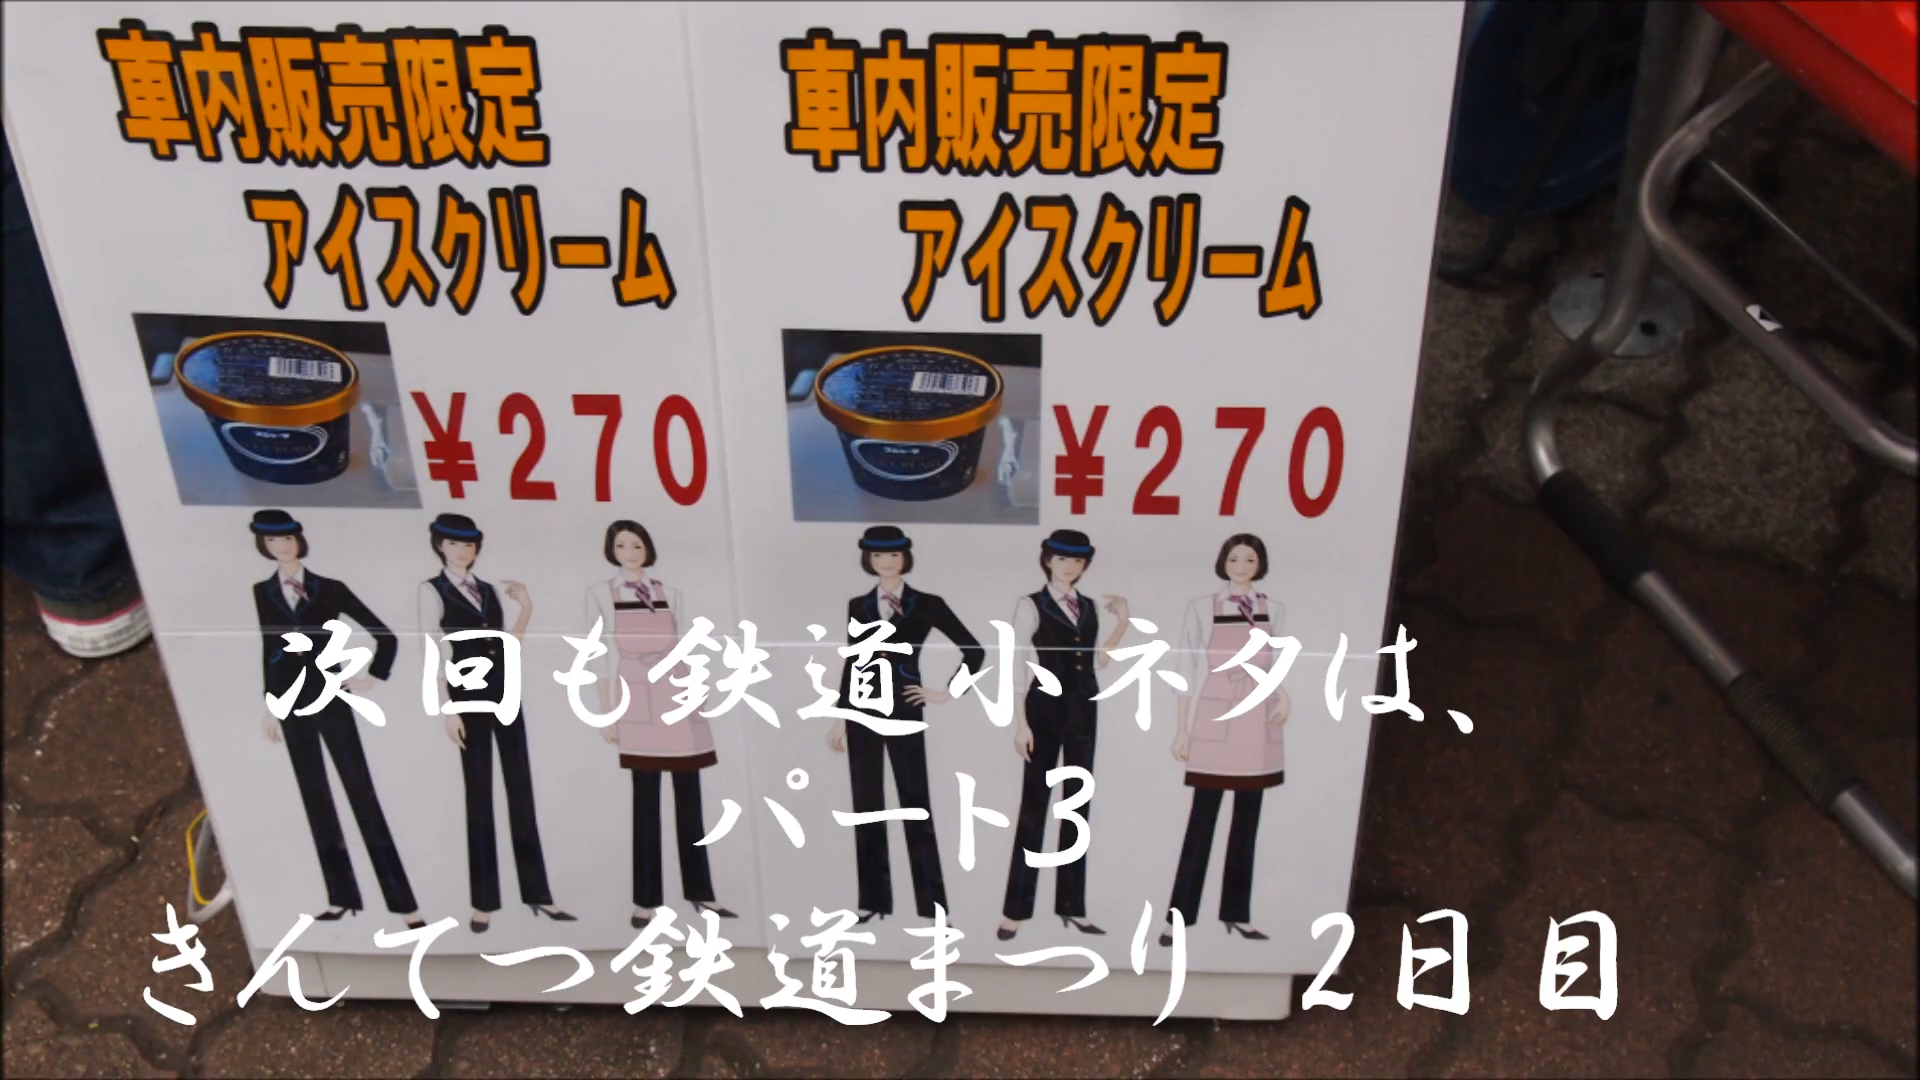 車内販売限定
アイスクリーム
¥270
車内販売限定
アイスクリーム
¥270
次回も鉄道小ネタは、
パート3
きんてつ鉄道まつり 2日目